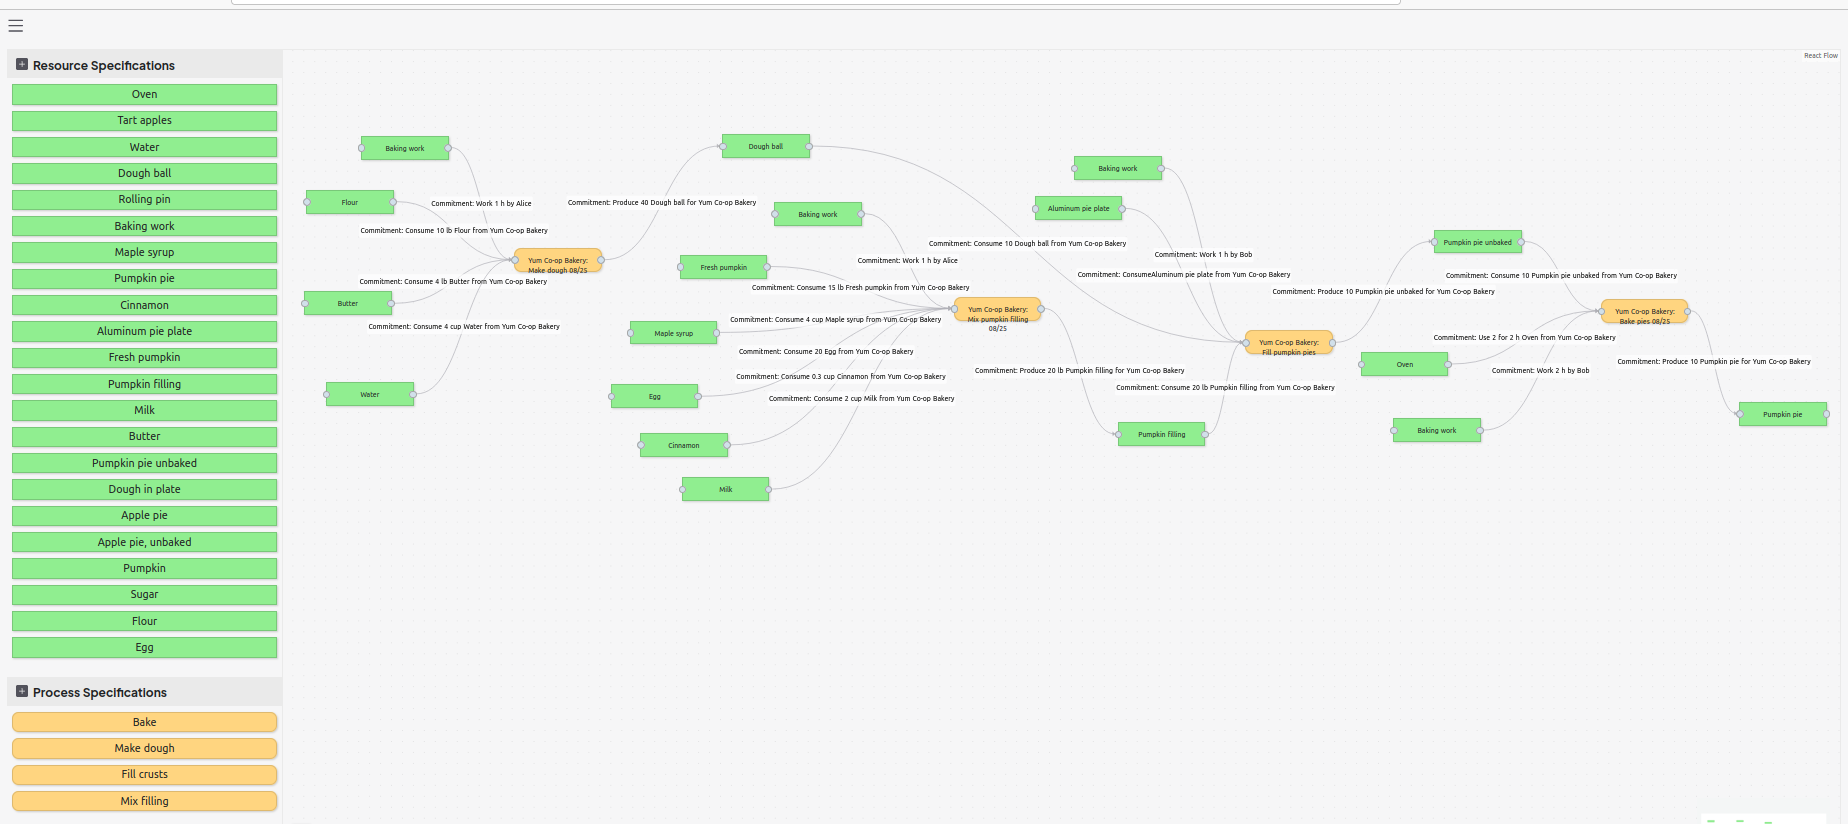 React Flow
Resource Specifications
Oven
Tart apples
Water
Dough ball
Rolling pin
Baking work
Maple syrup
Pumpkin pie
Cinnamon
Aluminum pie plate
Fresh pumpkin
Pumpkin filling
Milk
Butter
Pumpkin pie unbaked
Dough in plate
Apple pie
Apple pie, unbaked
Pumpkin
Sugar
Flour
Egg
Process Specifications
Bake
Make dough
Fill crusts
Mix filling
Baking work
Flour
Commitment: Work 1 h by Alice
Commitment: Consume 10 lb Flour from Yum Co-op Bakery
Yum Co-op Bakery:
Make dough 08/25
Commitment: Consume 4 lb Butter from Yum Co-op Bakery
Butter
Commitment: Consume 4 cup Water from Yum Co-op Bakery
Water
Commitment: Produce 40 Dough ball for Yum Co-op Bakery
Dough ball
Baking work
Commitment: Work 1 h by Alice
Fresh pumpkin
Commitment: Consume 15 lb Fresh pumpkin from Yum Co-op Bakery
Yum Co-op Bakery:
Mix pumpkin filling
08/25
Commitment: Consume 4 cup Maple syrup from Yum Co-op Bakery
Maple syrup
Commitment: Consume 20 Egg from Yum Co-op Bakery
Commitment: Consume 0.3 cup Cinnamon from Yum Co-op Bakery
Egg
Commitment: Consume 2 cup Milk from Yum Co-op Bakery
Cinnamon
Milk
Baking work
Aluminum pie plate
Commitment: Consume 10 Dough ball from Yum Co-op Bakery
Commitment: Work 1 h by Bob
Commitment: ConsumeAluminum pie plate from Yum Co-op Bakery
Commitment: Produce 10 Pumpkin pie unbaked for Yum Co-op Bakery
Yum Co-op Bakery:
Fill pumpkin pies
Commitment: Produce 20 lb Pumpkin filling for Yum Co-op Bakery
Commitment: Consume 20 lb Pumpkin filling from Yum Co-op Bakery
Pumpkin filling
Pumpkin pie unbaked
Commitment: Consume 10 Pumpkin pie unbaked from Yum Co-op Bakery
Yum Co-op Bakery:
Bake pies 08/25
Commitment: Use 2 for 2 h Oven from Yum Co-op Bakery
Oven
Commitment: Work 2 h by Bob
Commitment: Produce 10 Pumpkin pie for Yum Co-op Bakery
Baking work
Pumpkin pie